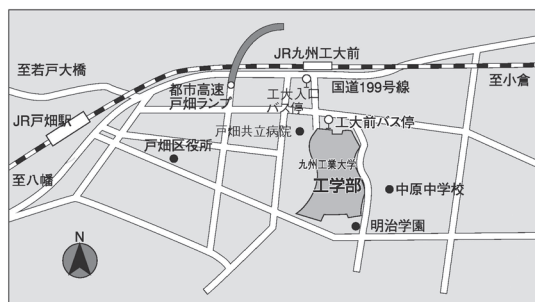 JR九州工大前
至若戸大橋
国道199号線
至小倉
都市高速
戸畑ランプ
工大入口
バス停
JR戸畑駅
工大前バス停
戸畑共立病院
戸畑区役所
九州工業大学
工学部
至八幡
中原中学校
明治学園
N